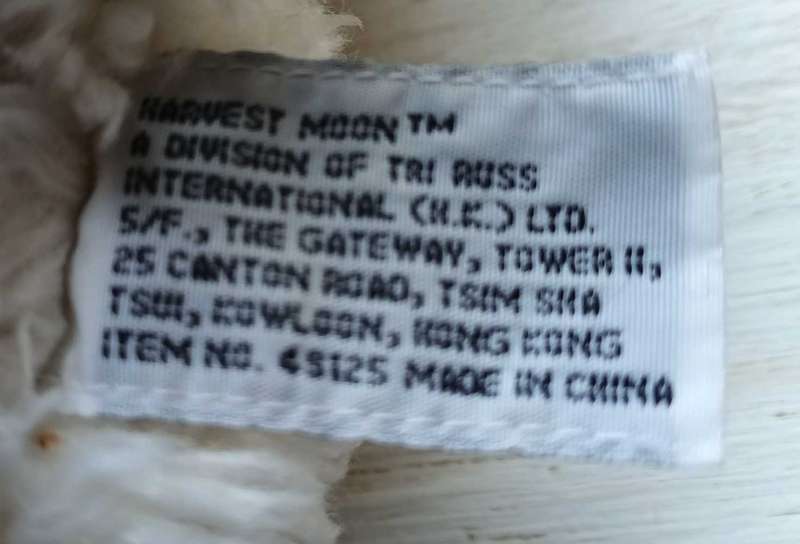 HARVEST MOON™
A DIVISION OF TRI RUSS
INTERNATIONAL (H.K.) LTD.
5/F., THE GATEWAY, TOWER II,
25 CANTON ROAD, TSIM SHA
TSUI, KOWLOON, HONG KONG
ITEM NO. 49125 MADE IN CHINA